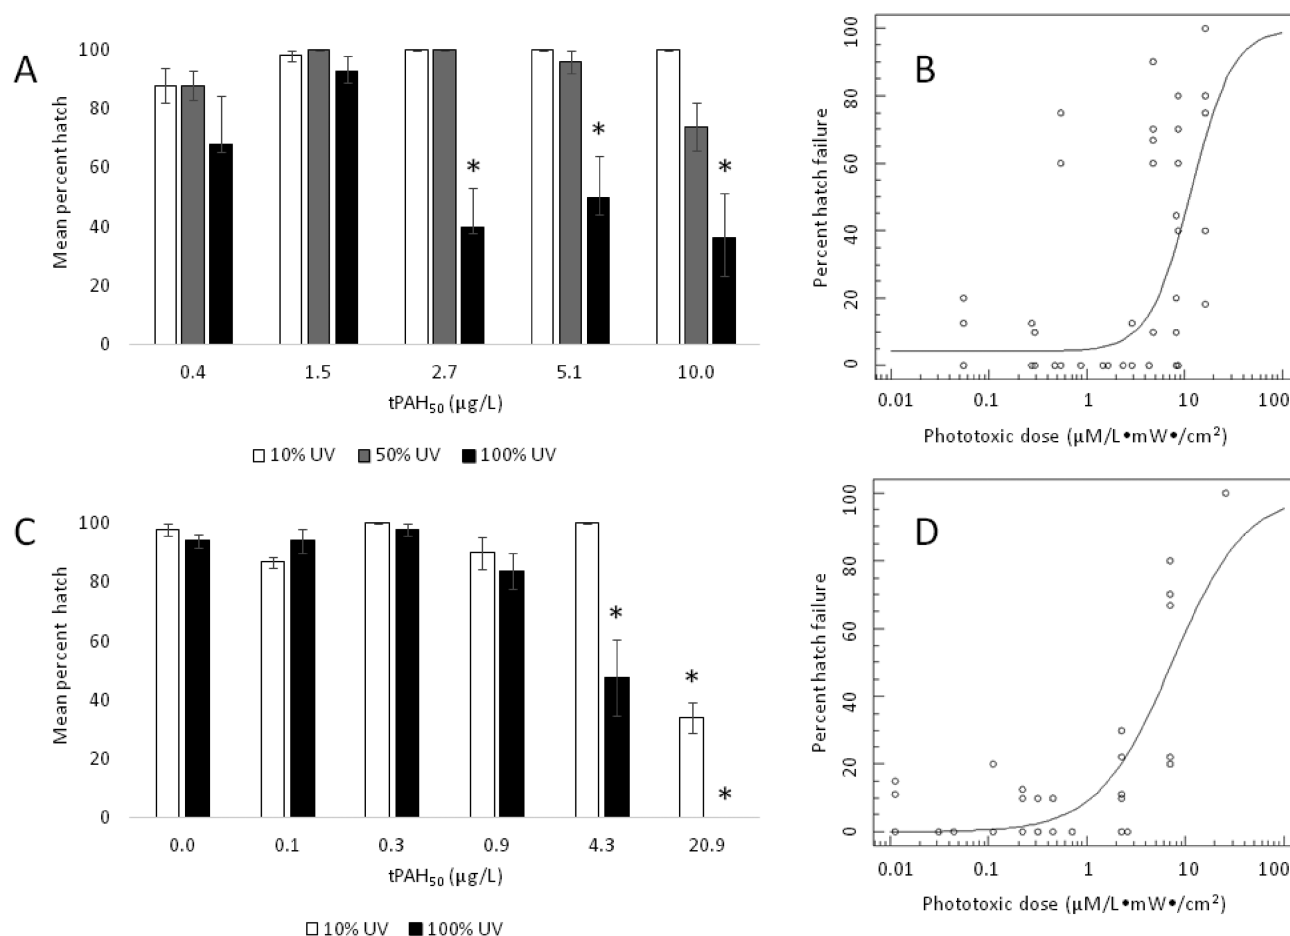 A
Mean percent hatch
100
80
60
40
20
0
*
*
*
0.4 1.5 2.7 5.1 10.0
tPAH50 (µg/L)
10% UV 50% UV 100% UV
B
Percent hatch failure
100
80
60
40
20
0
0.01 0.1 1 10 100
Phototoxic dose (µM/L•mW•/cm²)
C
Mean percent hatch
100
80
60
40
20
0
*
*
*
0.0 0.1 0.3 0.9 4.3 20.9
tPAH50 (µg/L)
10% UV 100% UV
D
Percent hatch failure
100
80
60
40
20
0
0.01 0.1 1 10 100
Phototoxic dose (µM/L•mW•/cm²)